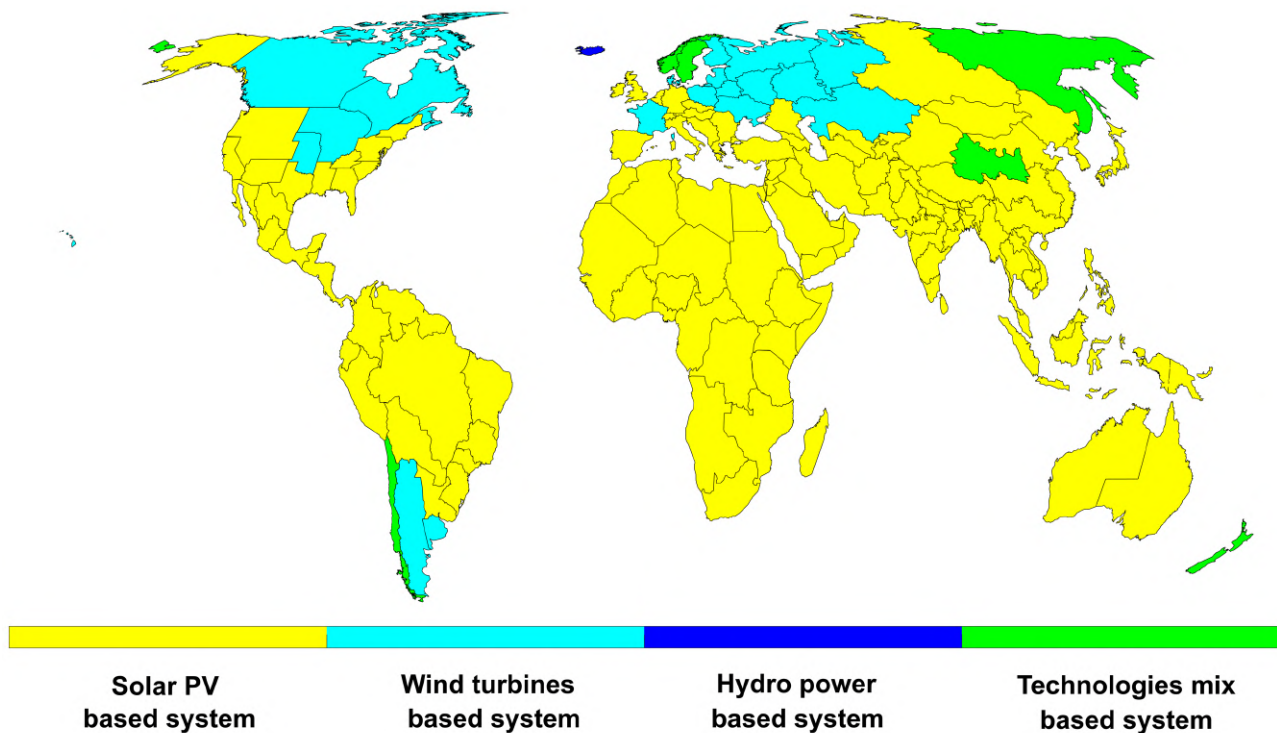 Solar PV
based system
Wind turbines
based system
Hydro power
based system
Technologies mix
based system